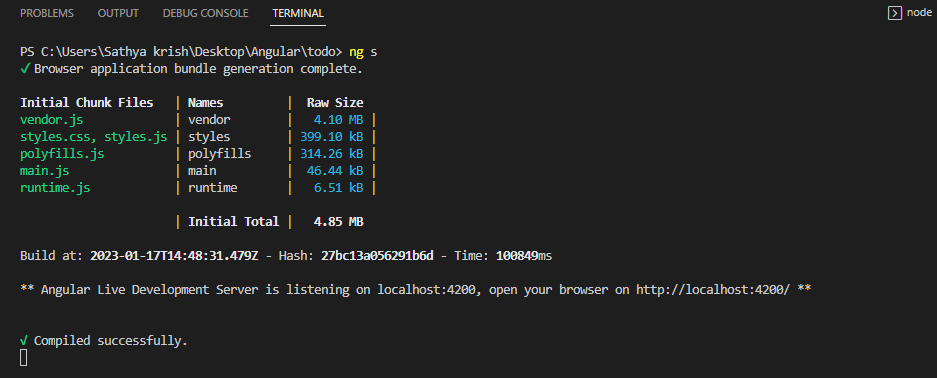 PROBLEMS OUTPUT DEBUG CONSOLE TERMINAL node
PS C:\Users\Sathya krish\Desktop\Angular\todo> ng s
✓ Browser application bundle generation complete.
Initial Chunk Files | Names | Raw Size
vendor.js | vendor | 4.10 MB |
styles.css, styles.js | styles | 399.10 kB |
polyfills.js | polyfills | 314.26 kB |
main.js | main | 46.44 kB |
runtime.js | runtime | 6.51 kB |
| Initial Total | 4.85 MB
Build at: 2023-01-17T14:48:31.479Z - Hash: 27bc13a056291b6d - Time: 100849ms
** Angular Live Development Server is listening on localhost:4200, open your browser on http://localhost:4200/ **
√ Compiled successfully.